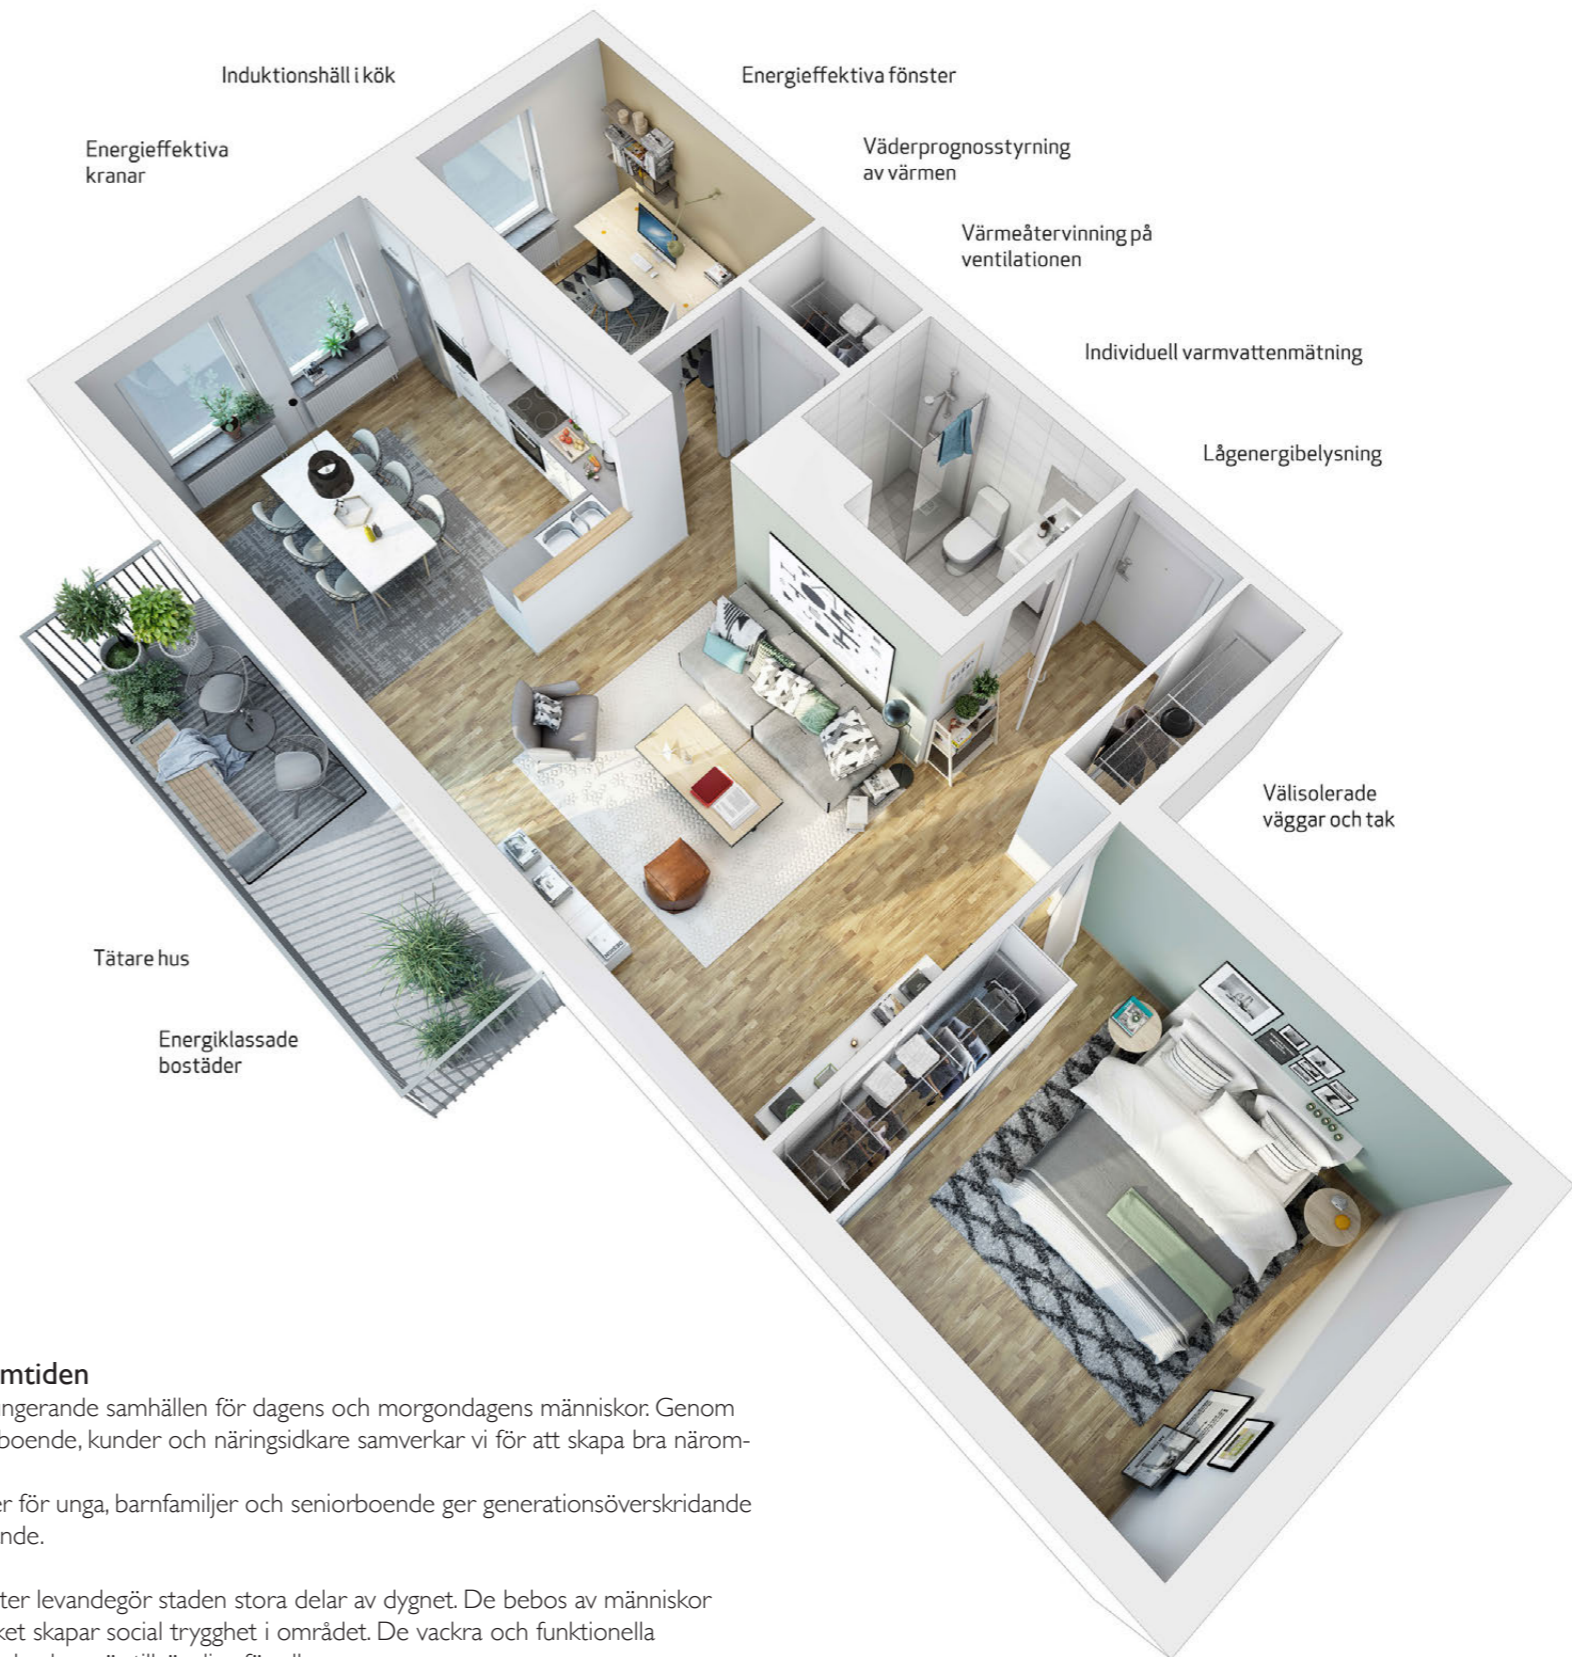 Induktionshäll i kök
Energieffektiva fönster
Energieffektiva
kranar
Väderprognosstyrning
av värmen
Värmeåtervinning på
ventilationen
Individuell varmvattenmätning
Lågenergibelysning
Välisolerade
väggar och tak
Tätare hus
Energiklassade
bostäder
mtiden
ngerande samhällen för dagens och morgondagens människor. Genom
boende, kunder och näringsidkare samverkar vi för att skapa bra närom-
er för unga, barnfamiljer och seniorboende ger generationsöverskridande
nde.
ter levandegör staden stora delar av dygnet. De bebos av människor
ket skapar social trygghet i området. De vackra och funktionella